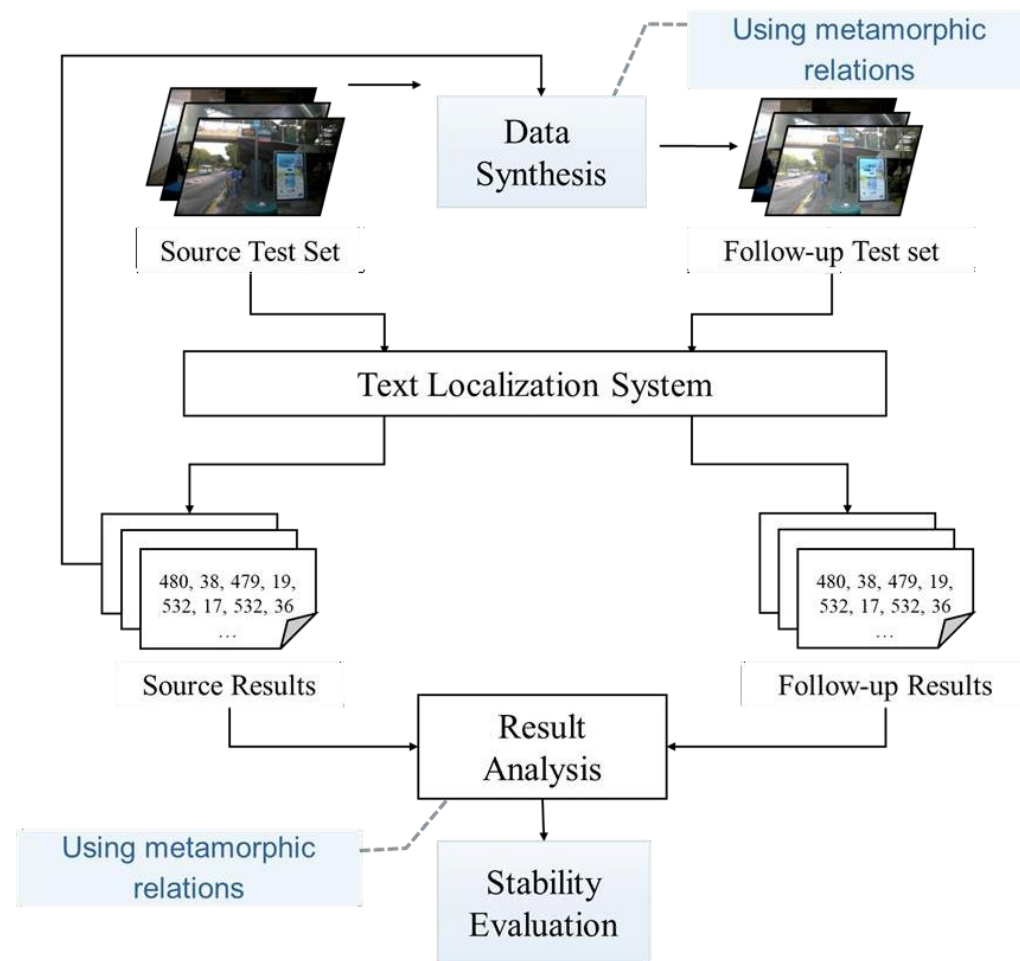 Using metamorphic
relations
Data
Synthesis
Source Test Set
Follow-up Test set
Text Localization System
480, 38, 479, 19,
532, 17, 532, 36
...
480, 38, 479, 19,
532, 17, 532, 36
...
Source Results
Follow-up Results
Result
Analysis
Using metamorphic
relations
Stability
Evaluation